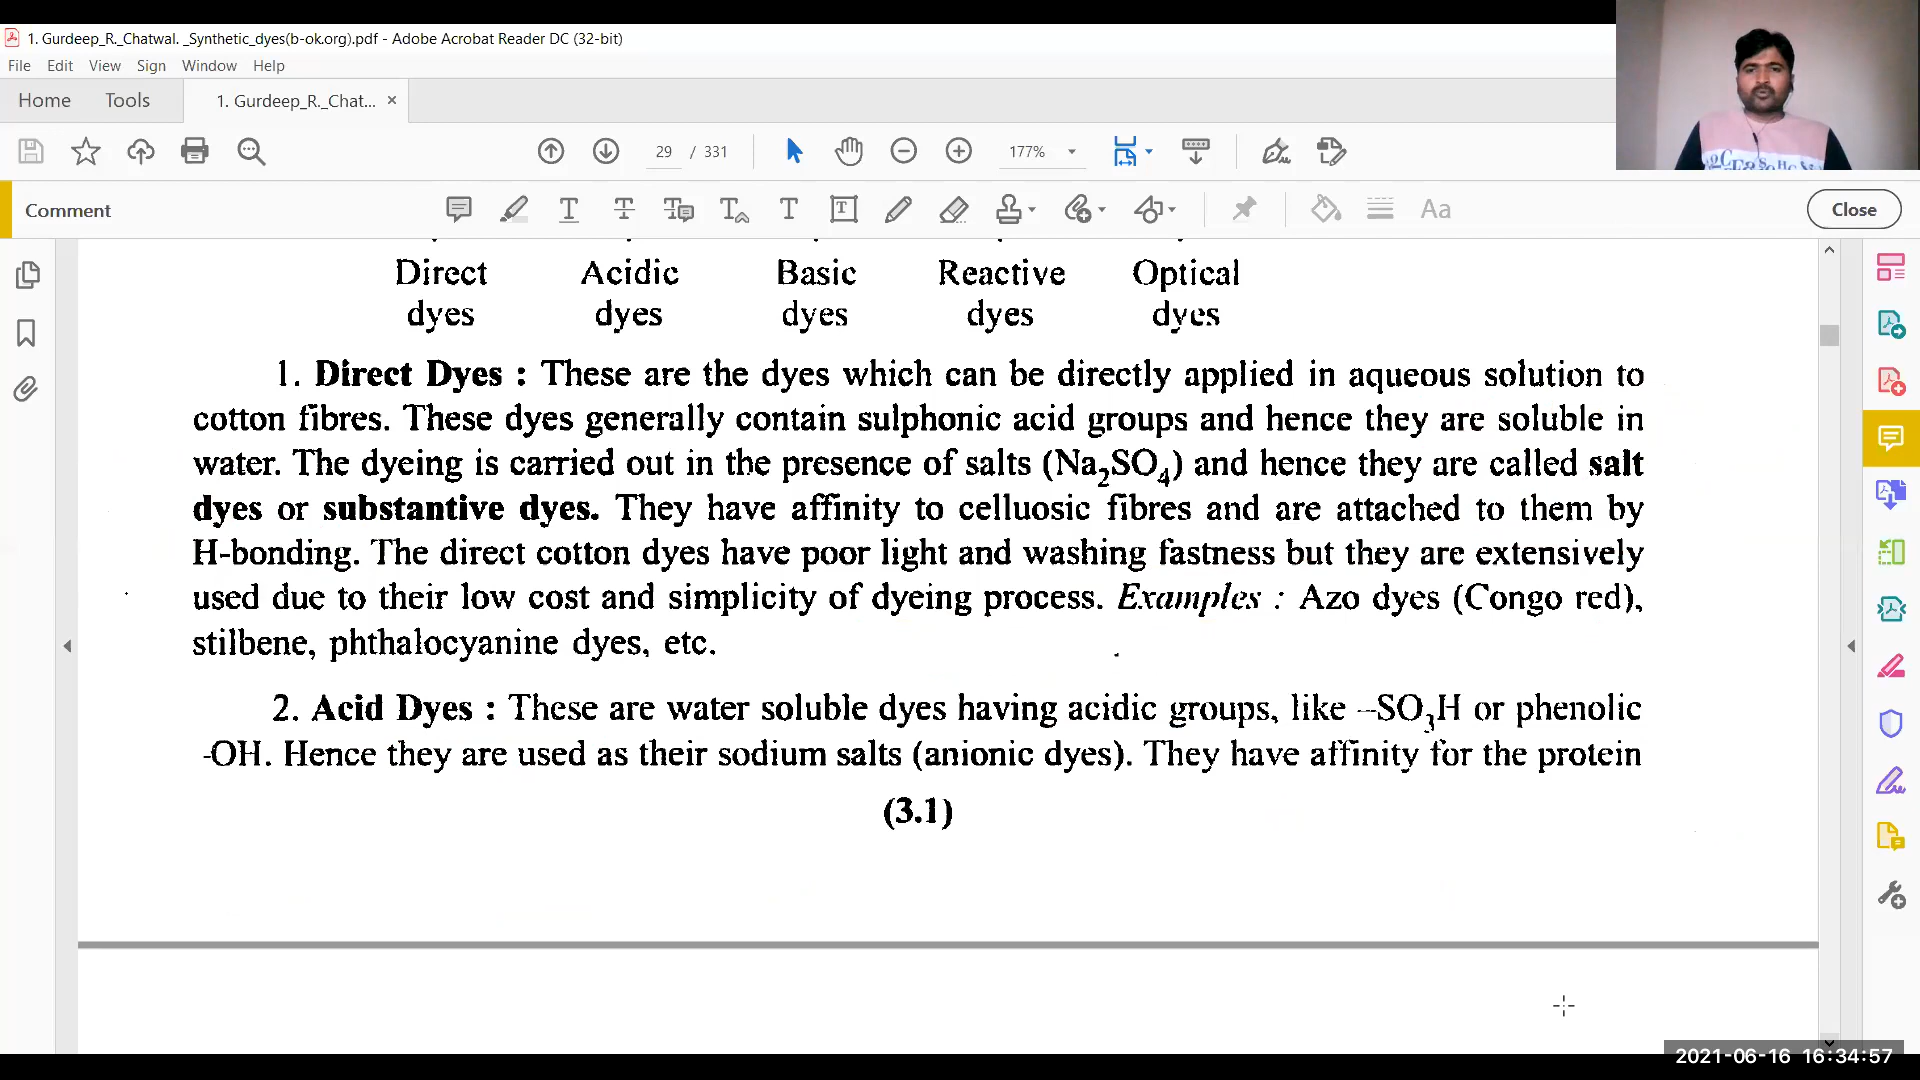 1. Gurdeep_R._Chatwal. _Synthetic_dyes(b-ok.org).pdf - Adobe Acrobat Reader DC (32-bit)
File Edit View Sign Window Help
Home Tools 1. Gurdeep_R._Chat... ×
29 / 331 177%
Comment Aa Close
Direct Acidic Basic Reactive Optical
dyes dyes dyes dyes dyes
1. Direct Dyes : These are the dyes which can be directly applied in aqueous solution to
cotton fibres. These dyes generally contain sulphonic acid groups and hence they are soluble in
water. The dyeing is carried out in the presence of salts (Na₂SO₄) and hence they are called salt
dyes or substantive dyes. They have affinity to celluosic fibres and are attached to them by
H-bonding. The direct cotton dyes have poor light and washing fastness but they are extensively
used due to their low cost and simplicity of dyeing process. Examples : Azo dyes (Congo red),
stilbene, phthalocyanine dyes, etc.
2. Acid Dyes : These are water soluble dyes having acidic groups, like –SO₃H or phenolic
-OH. Hence they are used as their sodium salts (anionic dyes). They have affinity for the protein
(3.1)
2021-06-16 16:34:57